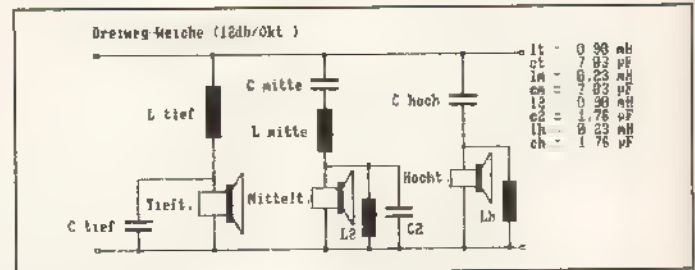 Dreiweg-Weiche (12db/Okt )
lt - 0 90 mH
ct - 7 03 µF
lm - 0,23 mH
cm = 7 03 µF
l2 = 0 90 mH
c2 = 1,76 µF
lh - 0 23 mH
ch - 1 76 µF
C mitte
C hoch
L tief
L mitte
Hocht.
Tieft.
Mittelt.
C tief
L2
C2
Lh